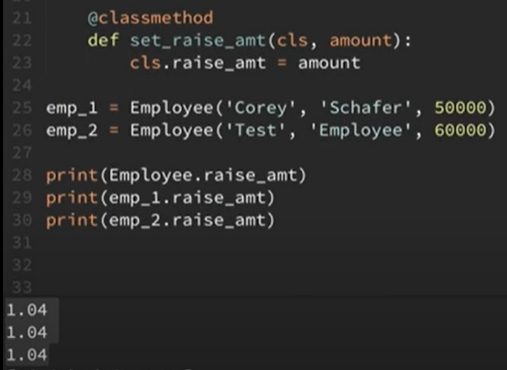 21 @classmethod
22 def set_raise_amt(cls, amount):
23 cls.raise_amt = amount
24
25 emp_1 = Employee('Corey', 'Schafer', 50000)
26 emp_2 = Employee('Test', 'Employee', 60000)
27
28 print(Employee.raise_amt)
29 print(emp_1.raise_amt)
30 print(emp_2.raise_amt)
31
32
33
1.04
1.04
1.04